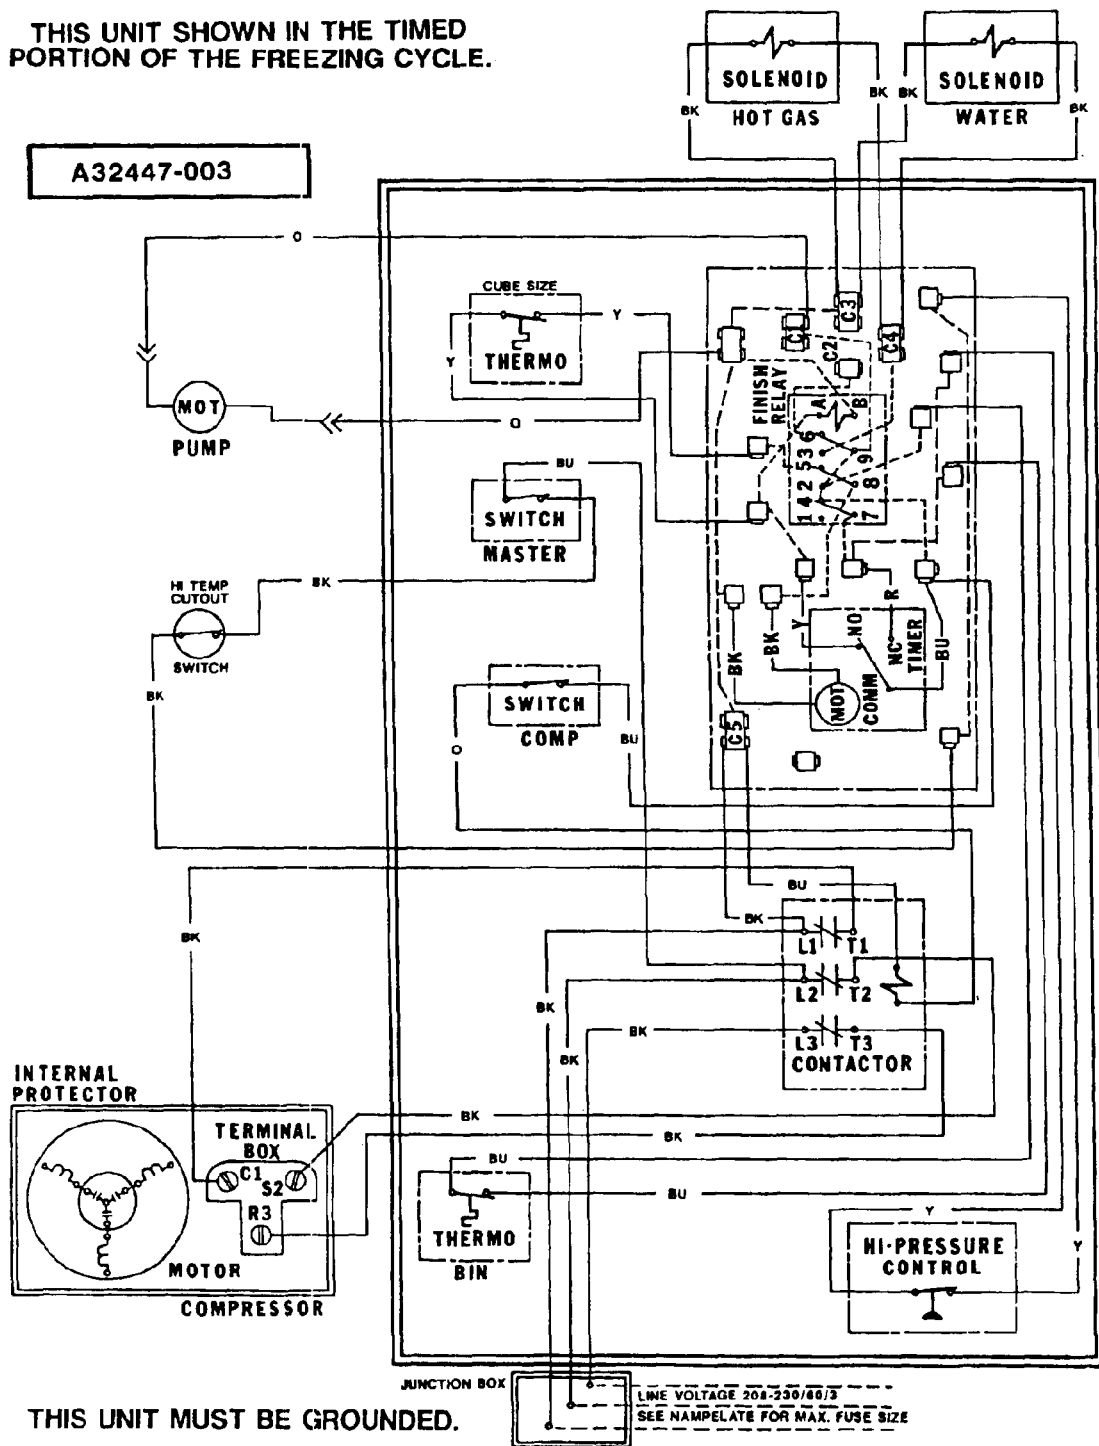 THIS UNIT SHOWN IN THE TIMED
PORTION OF THE FREEZING CYCLE.
A32447-003
SOLENOID
HOT GAS
SOLENOID
WATER
BK
BK
BK
BK
O
CUBE SIZE
THERMO
Y
Y
MOT
PUMP
O
BU
SWITCH
MASTER
BK
HI TEMP
CUTOUT
SWITCH
BK
SWITCH
COMP
O
BU
C1
C2
C3
C4
FINISH
RELAY
A
B
6
5 3
4 2
1
9
8
7
BK
BK
Y
NO
R
NC
TIMER
BU
MOT
COMM
C5
BU
BK
L1
T1
L2
T2
L3
T3
CONTACTOR
BK
BK
BK
BK
BK
BK
INTERNAL
PROTECTOR
TERMINAL
BOX
C1
S2
R3
MOTOR
COMPRESSOR
BU
BU
THERMO
BIN
Y
Y
HI-PRESSURE
CONTROL
JUNCTION BOX
LINE VOLTAGE 208-230/60/3
SEE NAMPELATE FOR MAX. FUSE SIZE
THIS UNIT MUST BE GROUNDED.